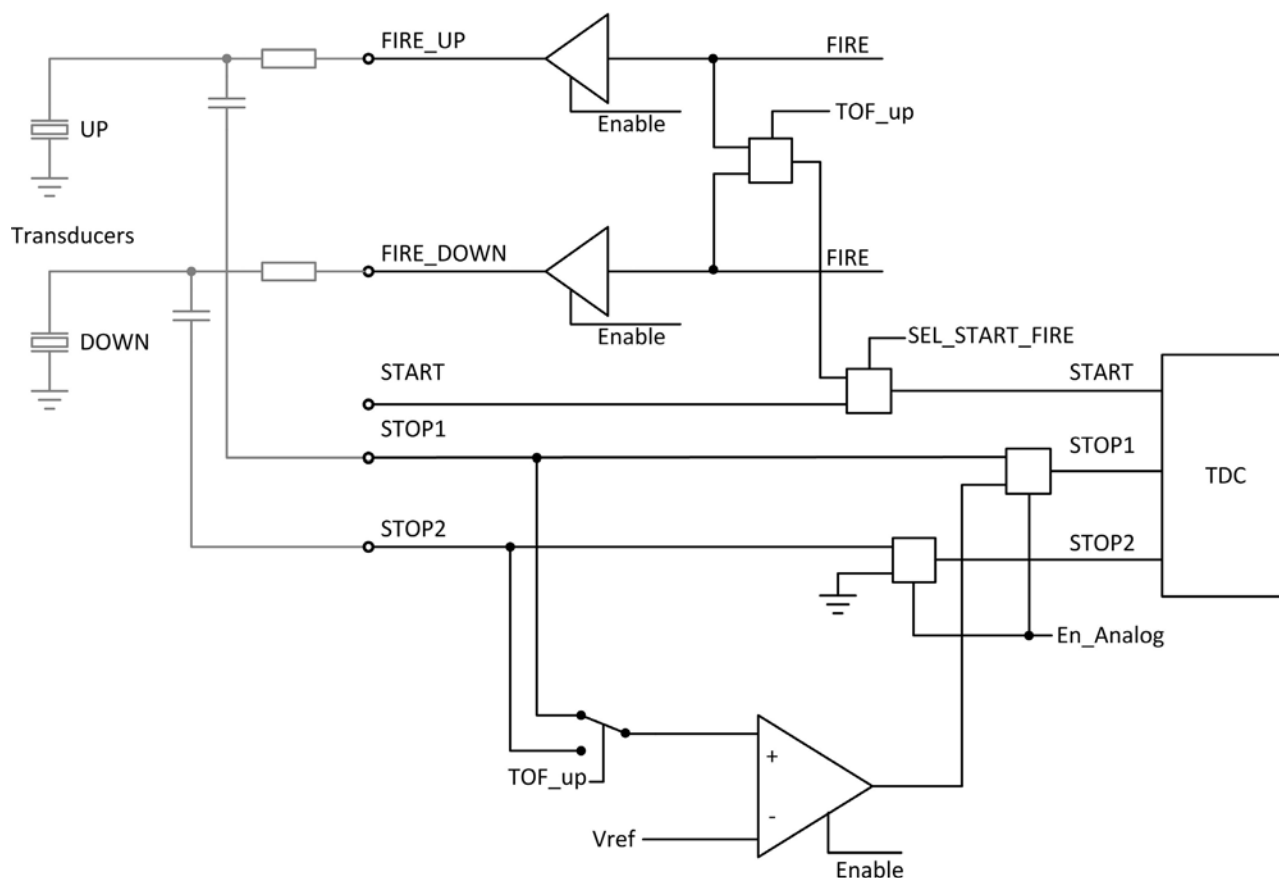 FIRE_UP
FIRE
Enable
TOF_up
UP
Transducers
FIRE_DOWN
FIRE
Enable
DOWN
SEL_START_FIRE
START
START
STOP1
STOP1
TDC
STOP2
STOP2
En_Analog
TOF_up
+
-
Vref
Enable